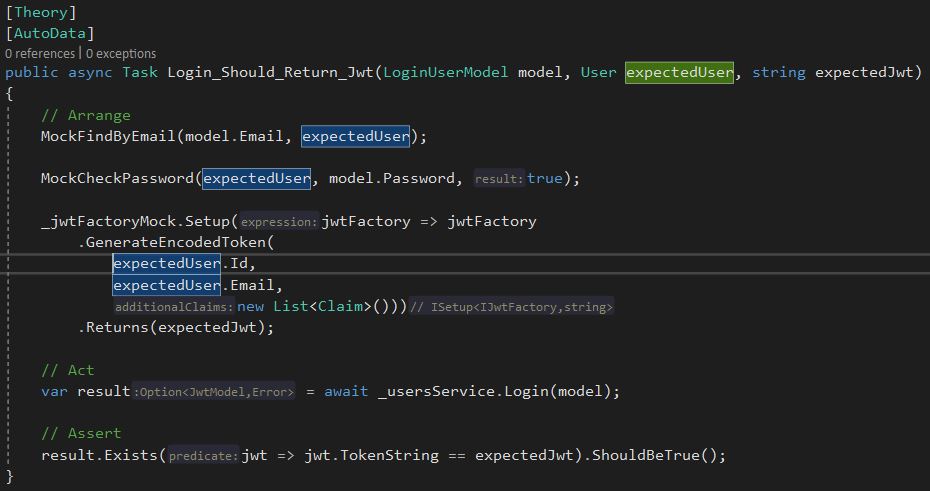 [Theory]
[AutoData]
0 references | 0 exceptions
public async Task Login_Should_Return_Jwt(LoginUserModel model, User expectedUser, string expectedJwt)
{
// Arrange
MockFindByEmail(model.Email, expectedUser);
MockCheckPassword(expectedUser, model.Password, result: true);
_jwtFactoryMock.Setup(expression: jwtFactory => jwtFactory
.GenerateEncodedToken(
expectedUser.Id,
expectedUser.Email,
additionalClaims: new List<Claim>()))// ISetup<IJwtFactory,string>
.Returns(expectedJwt);
// Act
var result:Option<JwtModel,Error> = await _usersService.Login(model);
// Assert
result.Exists(predicate: jwt => jwt.TokenString == expectedJwt).ShouldBeTrue();
}